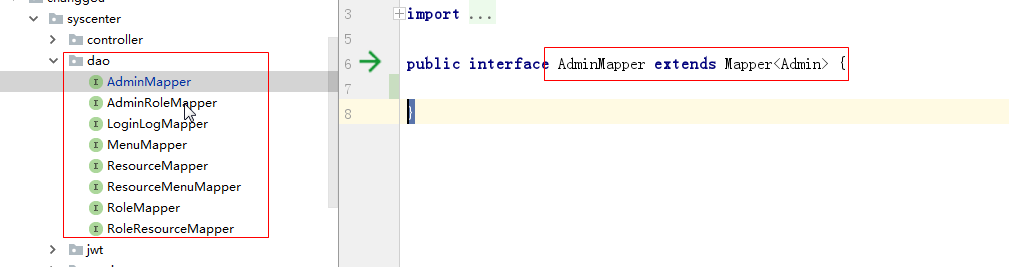 syscenter
controller
dao
I AdminMapper
I AdminRoleMapper
I LoginLogMapper
I MenuMapper
I ResourceMapper
I ResourceMenuMapper
I RoleMapper
I RoleResourceMapper
jwt
3 import ...
5
6 public interface AdminMapper extends Mapper<Admin> {
7
8 }